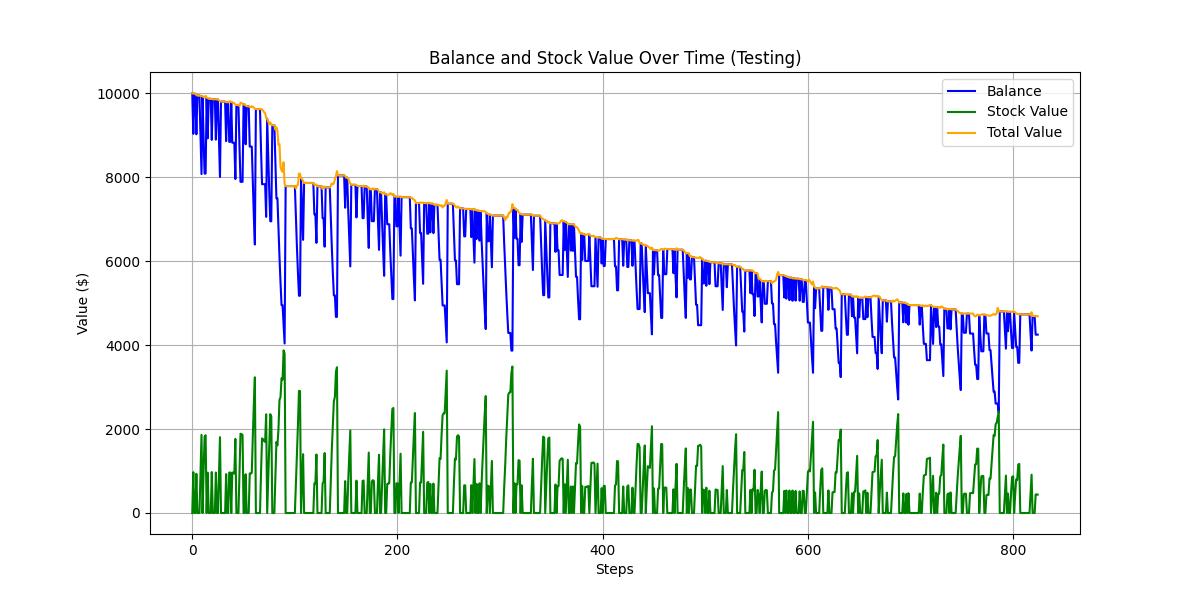 Balance and Stock Value Over Time (Testing)
Balance
Stock Value
Total Value
Value ($)
10000
8000
6000
4000
2000
0
0 200 400 600 800
Steps